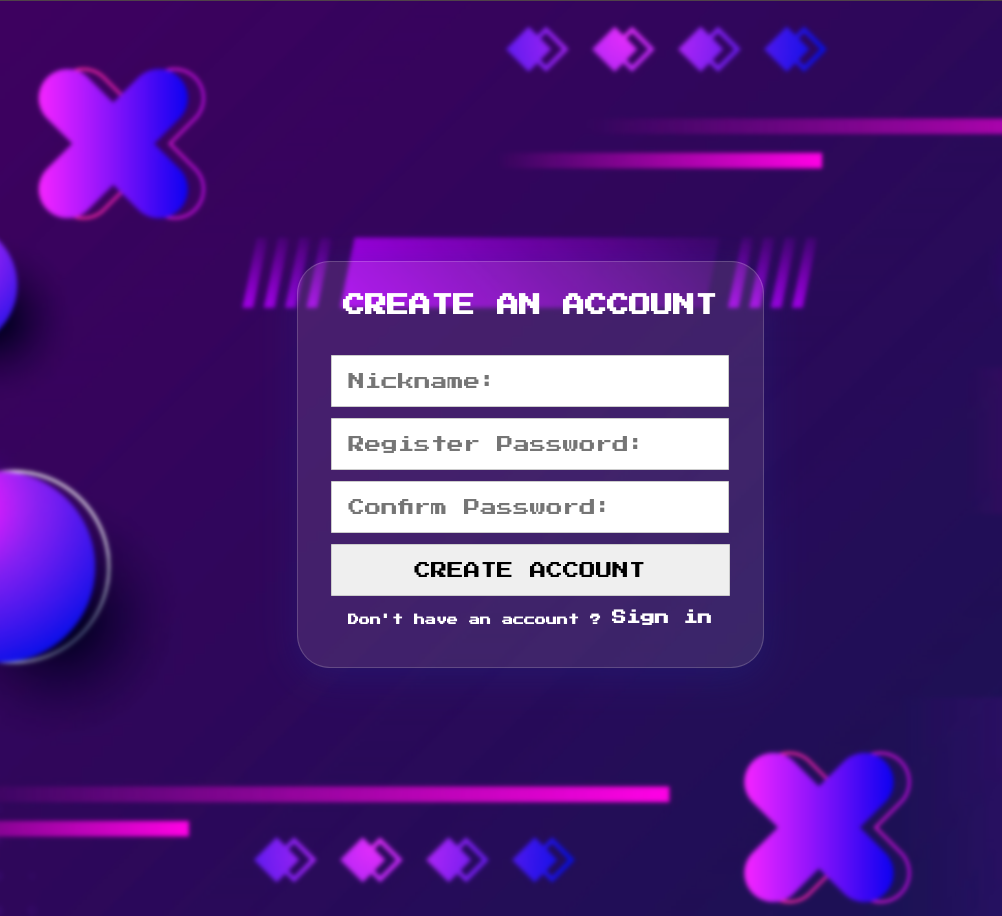 CREATE AN ACCOUNT
Nickname:
Register Password:
Confirm Password:
CREATE ACCOUNT
Don't have an account ? Sign in